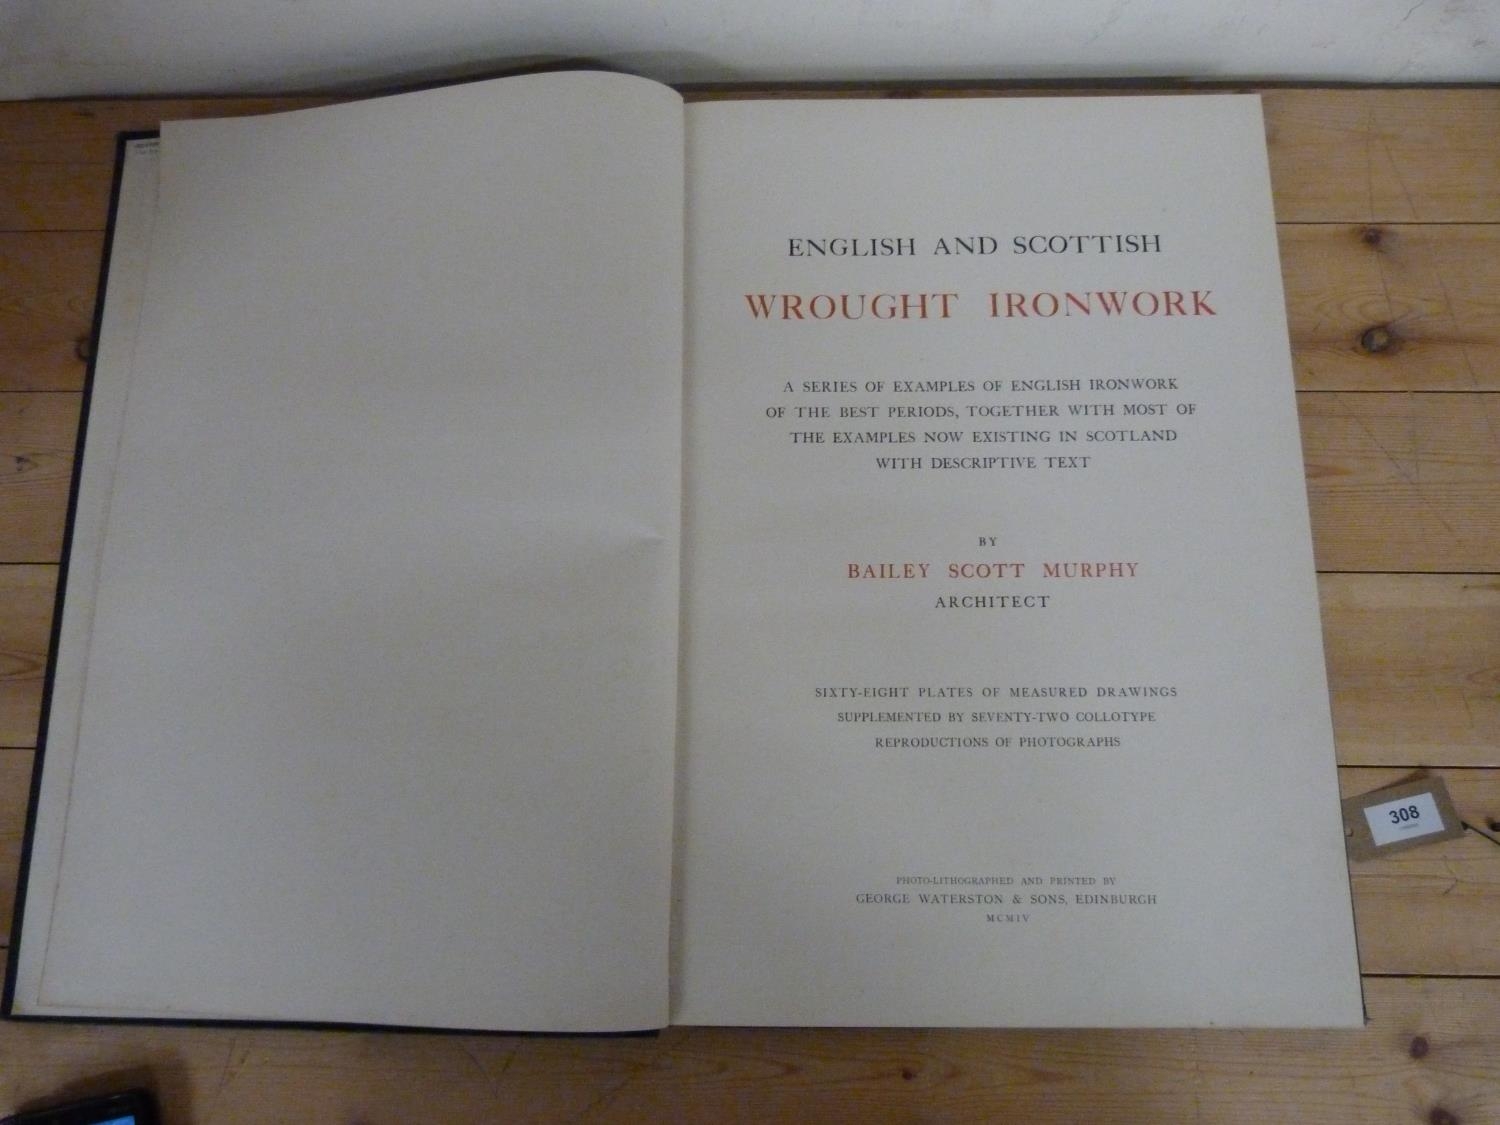 ENGLISH AND SCOTTISH
WROUGHT IRONWORK
A SERIES OF EXAMPLES OF ENGLISH IRONWORK
OF THE BEST PERIODS, TOGETHER WITH MOST OF
THE EXAMPLES NOW EXISTING IN SCOTLAND
WITH DESCRIPTIVE TEXT
BY
BAILEY SCOTT MURPHY
ARCHITECT
SIXTY-EIGHT PLATES OF MEASURED DRAWINGS
SUPPLEMENTED BY SEVENTY-TWO COLLOTYPE
REPRODUCTIONS OF PHOTOGRAPHS
PHOTO-LITHOGRAPHED AND PRINTED BY
GEORGE WATERSTON & SONS, EDINBURGH
MCMIV
308